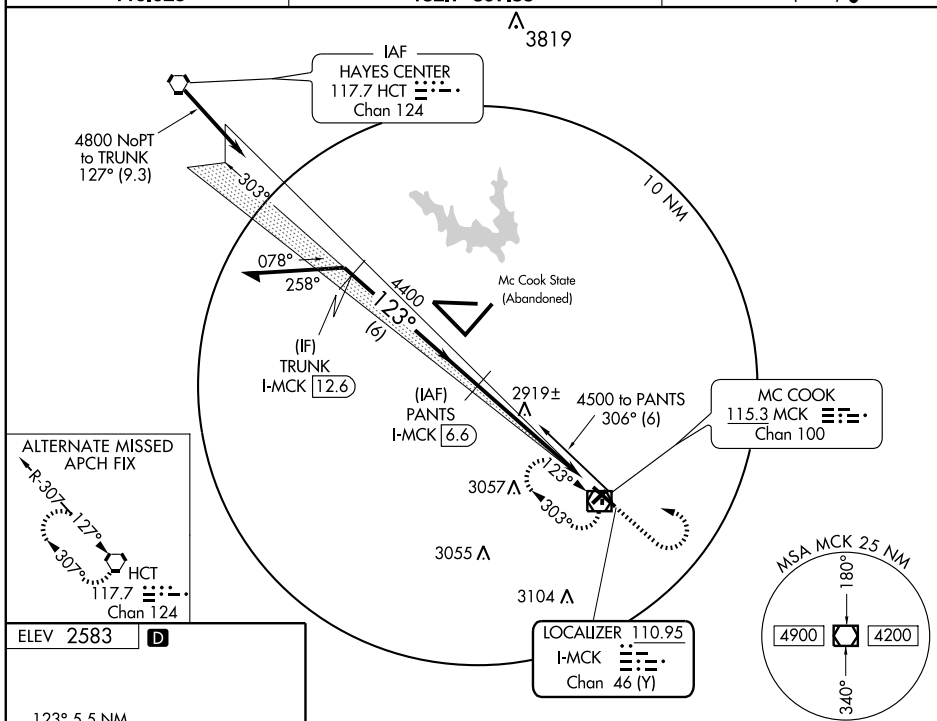 3819
IAF
HAYES CENTER
117.7 HCT
Chan 124
4800 NoPT
to TRUNK
127° (9.3)
303°
10 NM
078°
258°
4400
123°
(6)
Mc Cook State
(Abandoned)
(IF)
TRUNK
I-MCK 12.6
(IAF)
PANTS
I-MCK 6.6
2919±
4500 to PANTS
306° (6)
MC COOK
115.3 MCK
Chan 100
123°
303°
3057
3055
3104
ALTERNATE MISSED
APCH FIX
R-307
127°
307°
HCT
117.7
Chan 124
LOCALIZER 110.95
I-MCK
Chan 46 (Y)
MSA MCK 25 NM
180°
4900
4200
340°
ELEV 2583 D
123° 5.5 NM